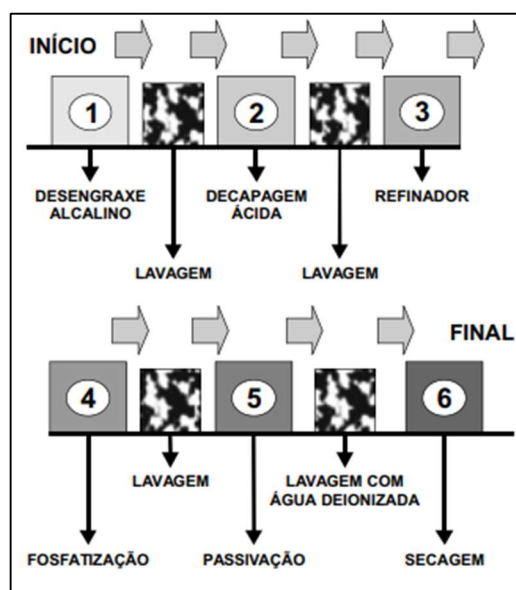 INÍCIO
1
2
3
DESENGRAXE
ALCALINO
DECAPAGEM
ÁCIDA
REFINADOR
LAVAGEM
LAVAGEM
FINAL
4
5
6
LAVAGEM
LAVAGEM COM
ÁGUA DEIONIZADA
FOSFATIZAÇÃO
PASSIVAÇÃO
SECAGEM